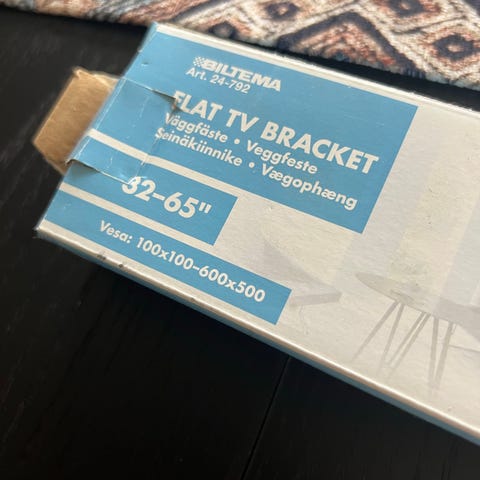 BILTEMA
Art. 24-792
FLAT TV BRACKET
Väggfäste • Veggfeste
Seinäkiinnike • Vægophæng
32-65"
Vesa: 100x100-600x500